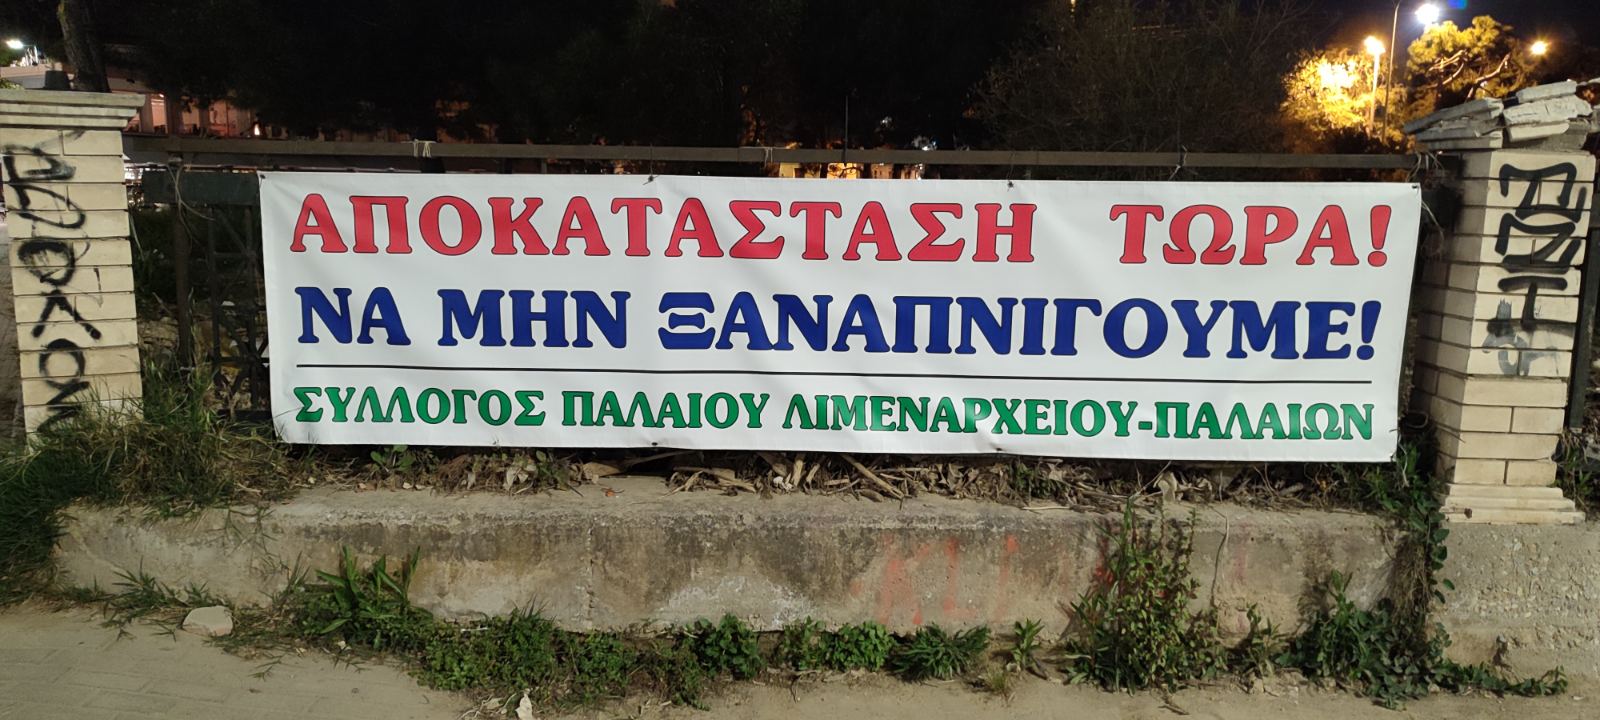 ΑΠΟΚΑΤΑΣΤΑΣΗ ΤΩΡΑ!
ΝΑ ΜΗΝ ΞΑΝΑΠΝΙΓΟΥΜΕ!
ΣΥΛΛΟΓΟΣ ΠΑΛΑΙΟΥ ΛΙΜΕΝΑΡΧΕΙΟΥ-ΠΑΛΑΙΩΝ